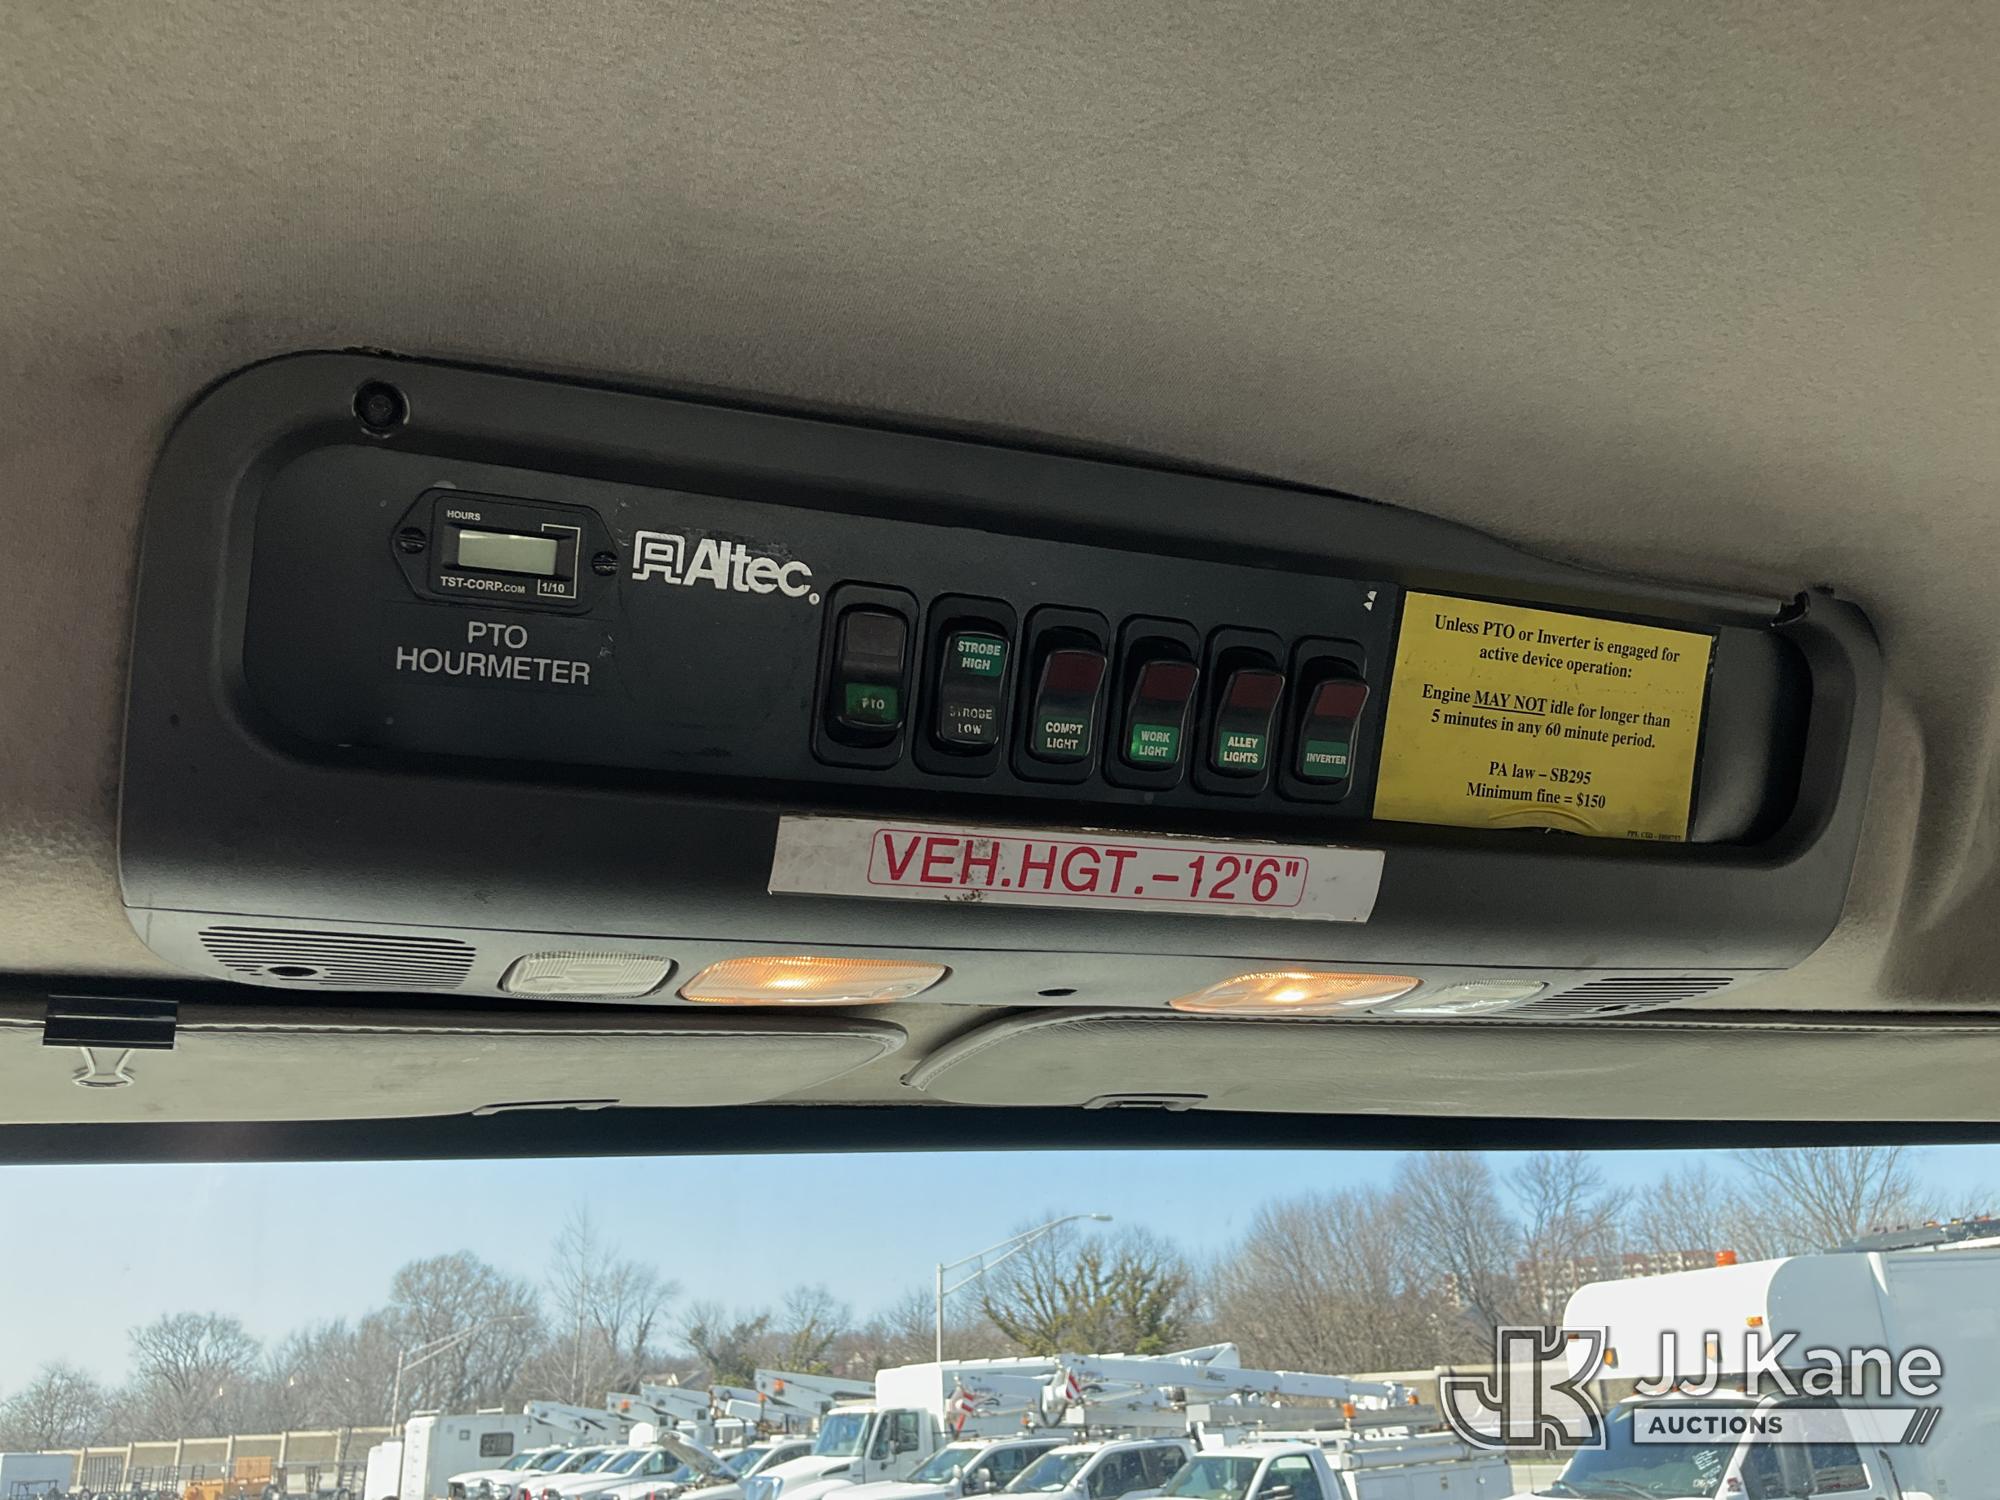 HOURS
TST-CORP.COM
1/10
PTO
HOURMETER
Altec
PTO
STROBE
HIGH
STROBE
LOW
COMPT
LIGHT
WORK
LIGHT
ALLEY
LIGHTS
INVERTER
Unless PTO or Inverter is engaged for
active device operation:
Engine MAY NOT idle for longer than
5 minutes in any 60 minute period.
PA law – SB295
Minimum fine = $150
VEH.HGT.-12'6"
JK
JJ Kane
AUCTIONS